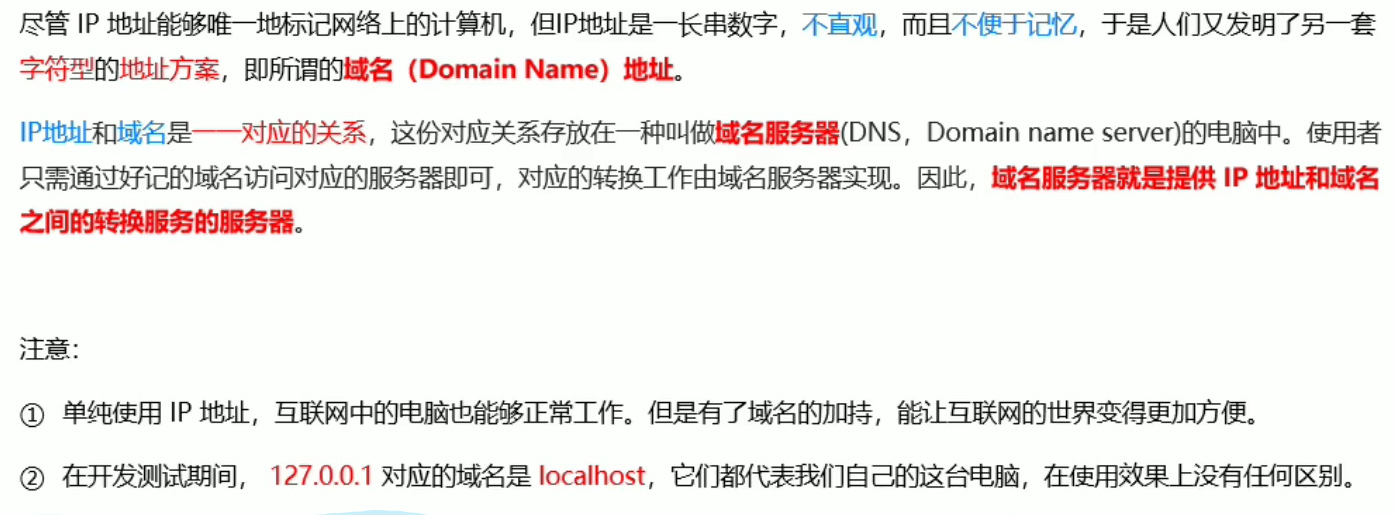 尽管 IP 地址能够唯一地标记网络上的计算机，但IP地址是一长串数字，不直观，而且不便于记忆，于是人们又发明了另一套
字符型的地址方案，即所谓的域名（Domain Name）地址。
IP地址和域名是一一对应的关系，这份对应关系存放在一种叫做域名服务器(DNS，Domain name server)的电脑中。使用者
只需通过好记的域名访问对应的服务器即可，对应的转换工作由域名服务器实现。因此，域名服务器就是提供 IP 地址和域名
之间的转换服务的服务器。
注意：
① 单纯使用 IP 地址，互联网中的电脑也能够正常工作。但是有了域名的加持，能让互联网的世界变得更加方便。
② 在开发测试期间， 127.0.0.1 对应的域名是 localhost，它们都代表我们自己的这台电脑，在使用效果上没有任何区别。